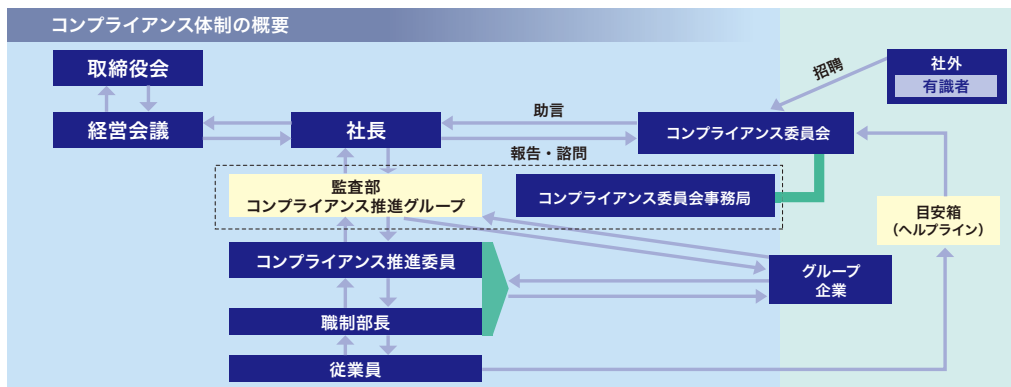 コンプライアンス体制の概要
取締役会
招聘
社外
有識者
経営会議
社長
助言
コンプライアンス委員会
報告・諮問
監査部
コンプライアンス推進グループ
コンプライアンス委員会事務局
目安箱
（ヘルプライン）
コンプライアンス推進委員
グループ
企業
職制部長
従業員